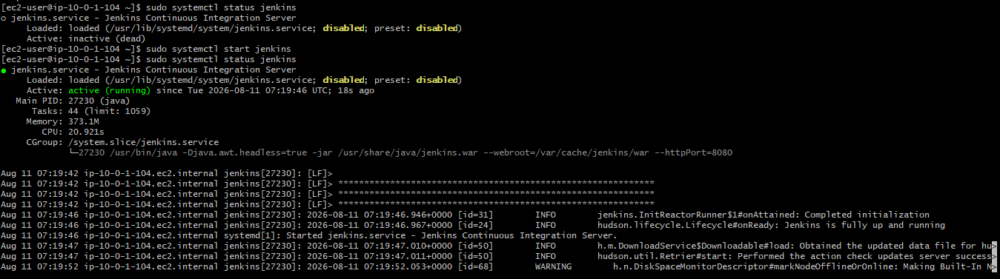 [ec2-user@ip-10-0-1-104 ~]$ sudo systemctl status jenkins
○ jenkins.service - Jenkins Continuous Integration Server
     Loaded: loaded (/usr/lib/systemd/system/jenkins.service; disabled; preset: disabled)
     Active: inactive (dead)
[ec2-user@ip-10-0-1-104 ~]$ sudo systemctl start jenkins
[ec2-user@ip-10-0-1-104 ~]$ sudo systemctl status jenkins
● jenkins.service - Jenkins Continuous Integration Server
     Loaded: loaded (/usr/lib/systemd/system/jenkins.service; disabled; preset: disabled)
     Active: active (running) since Tue 2026-08-11 07:19:46 UTC; 18s ago
   Main PID: 27230 (java)
      Tasks: 44 (limit: 1059)
     Memory: 373.1M
        CPU: 20.921s
     CGroup: /system.slice/jenkins.service
             └─27230 /usr/bin/java -Djava.awt.headless=true -jar /usr/share/java/jenkins.war --webroot=/var/cache/jenkins/war --httpPort=8080
Aug 11 07:19:42 ip-10-0-1-104.ec2.internal jenkins[27230]: [LF]>
Aug 11 07:19:42 ip-10-0-1-104.ec2.internal jenkins[27230]: [LF]> *************************************************************
Aug 11 07:19:42 ip-10-0-1-104.ec2.internal jenkins[27230]: [LF]> *************************************************************
Aug 11 07:19:42 ip-10-0-1-104.ec2.internal jenkins[27230]: [LF]> *************************************************************
Aug 11 07:19:46 ip-10-0-1-104.ec2.internal jenkins[27230]: 2026-08-11 07:19:46.946+0000 [id=31]        INFO        jenkins.InitReactorRunner$1#onAttained: Completed initialization
Aug 11 07:19:46 ip-10-0-1-104.ec2.internal jenkins[27230]: 2026-08-11 07:19:46.967+0000 [id=24]        INFO        hudson.lifecycle.Lifecycle#onReady: Jenkins is fully up and running
Aug 11 07:19:46 ip-10-0-1-104.ec2.internal systemd[1]: Started jenkins.service - Jenkins Continuous Integration Server.
Aug 11 07:19:47 ip-10-0-1-104.ec2.internal jenkins[27230]: 2026-08-11 07:19:47.010+0000 [id=50]        INFO        h.m.DownloadService$Downloadable#load: Obtained the updated data file for hu>
Aug 11 07:19:47 ip-10-0-1-104.ec2.internal jenkins[27230]: 2026-08-11 07:19:47.011+0000 [id=50]        INFO        hudson.util.Retrier#start: Performed the action check updates server success>
Aug 11 07:19:52 ip-10-0-1-104.ec2.internal jenkins[27230]: 2026-08-11 07:19:52.053+0000 [id=68]        WARNING        h.n.DiskSpaceMonitorDescriptor#markNodeOfflineOrOnline: Making Built-In N>